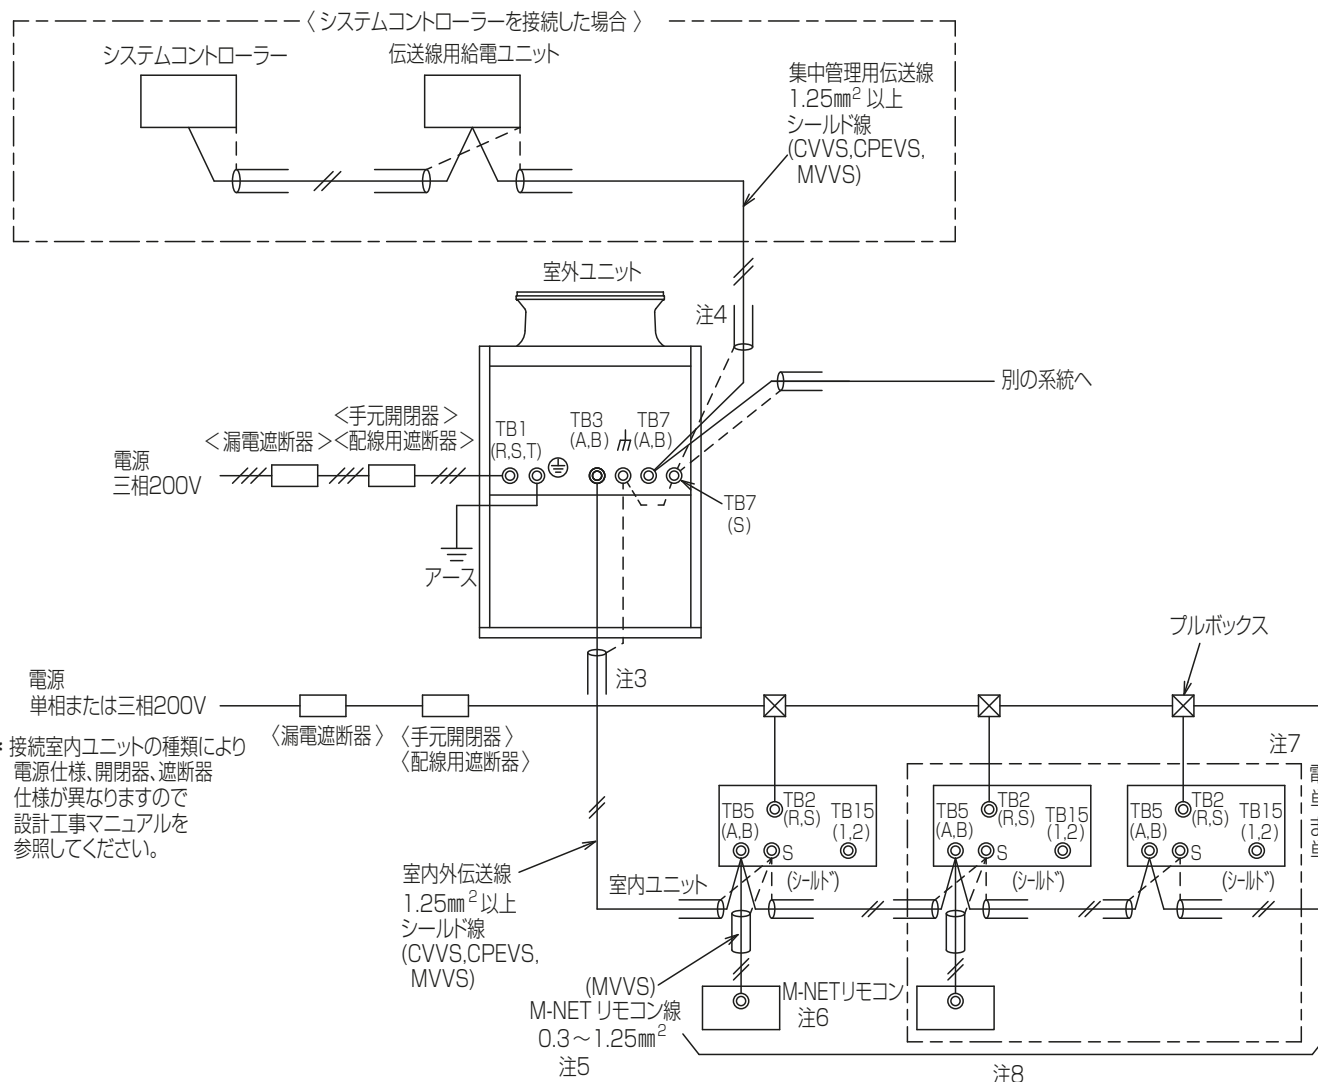 〈 システムコントローラーを接続した場合 〉
システムコントローラー
伝送線用給電ユニット
集中管理用伝送線
1.25mm² 以上
シールド線
(CVVS,CPEVS,
MVVS)
室外ユニット
注4
別の系統へ
<手元開閉器>
<漏電遮断器>
<配線用遮断器>
電源
三相200V
TB1
(R,S,T)
TB3
(A,B)
TB7
(A,B)
TB7
(S)
アース
プルボックス
注3
電源
単相または三相200V
〈漏電遮断器〉
〈手元開閉器〉
〈配線用遮断器〉
* 接続室内ユニットの種類により
電源仕様、開閉器、遮断器
仕様が異なりますので
設計工事マニュアルを
参照してください。
注7
TB5
(A,B)
TB2
(R,S)
TB15
(1,2)
S
(シールド)
TB5
(A,B)
TB2
(R,S)
TB15
(1,2)
S
(シールド)
TB5
(A,B)
TB2
(R,S)
TB15
(1,2)
S
(シールド)
室内ユニット
室内外伝送線
1.25mm² 以上
シールド線
(CVVS,CPEVS,
MVVS)
(MVVS)
M-NET リモコン線
0.3～1.25mm²
注5
M-NETリモコン
注6
注8